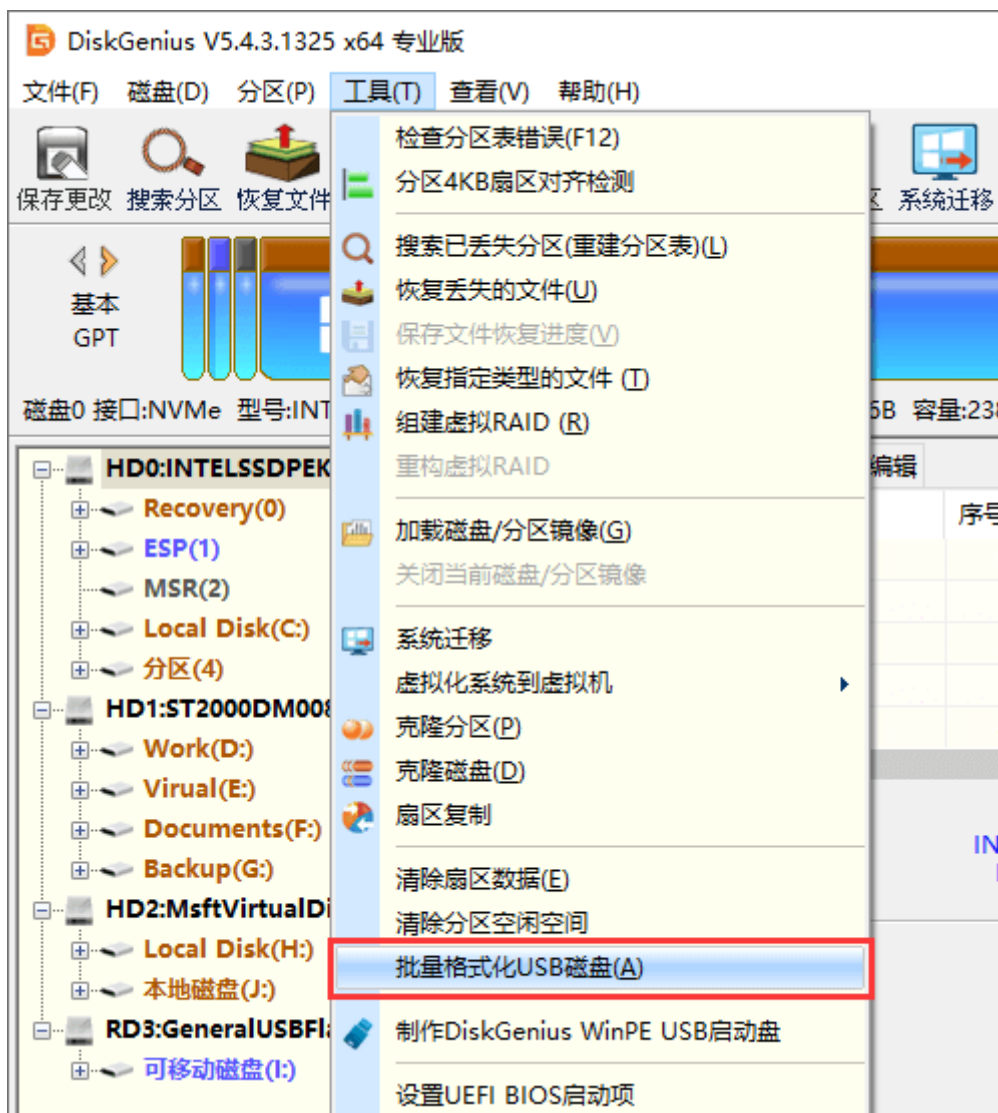 DiskGenius V5.4.3.1325 x64 专业版
文件(F) 磁盘(D) 分区(P) 工具(T) 查看(V) 帮助(H)
保存更改 搜索分区 恢复文件 系统迁移
基本
GPT
磁盘0 接口:NVMe 型号:INT 容量:238
HD0:INTELSSDPEK
Recovery(0)
ESP(1)
MSR(2)
Local Disk(C:)
分区(4)
HD1:ST2000DM008
Work(D:)
Virual(E:)
Documents(F:)
Backup(G:)
HD2:MsftVirtualDi
Local Disk(H:)
本地磁盘(J:)
RD3:GeneralUSBFl
可移动磁盘(I:)
检查分区表错误(F12)
分区4KB扇区对齐检测
搜索已丢失分区(重建分区表)(L)
恢复丢失的文件(U)
保存文件恢复进度(V)
恢复指定类型的文件 (T)
组建虚拟RAID (R)
重构虚拟RAID
加载磁盘/分区镜像(G)
关闭当前磁盘/分区镜像
系统迁移
虚拟化系统到虚拟机
克隆分区(P)
克隆磁盘(D)
扇区复制
清除扇区数据(E)
清除分区空闲空间
批量格式化USB磁盘(A)
制作DiskGenius WinPE USB启动盘
设置UEFI BIOS启动项
编辑
序号
IN